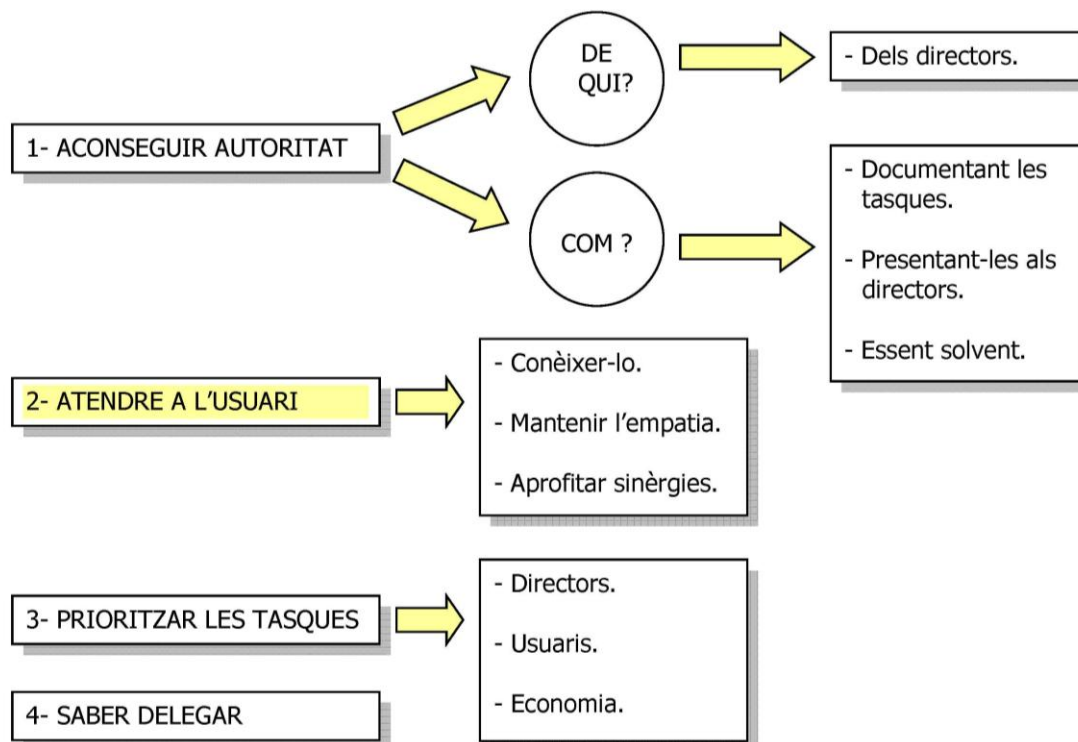 1- ACONSEGUIR AUTORITAT
DE
QUI?
- Dels directors.
COM ?
- Documentant les
tasques.
- Presentant-les als
directors.
- Essent solvent.
2- ATENDRE A L’USUARI
- Conèixer-lo.
- Mantenir l’empatia.
- Aprofitar sinèrgies.
3- PRIORITZAR LES TASQUES
- Directors.
- Usuaris.
- Economia.
4- SABER DELEGAR